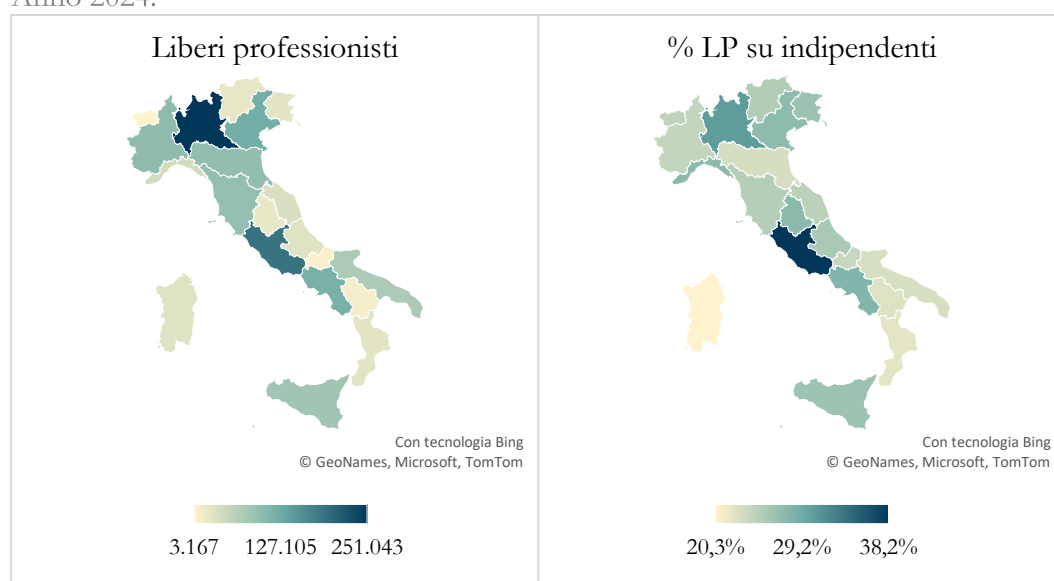 Anno 2024.
Liberi professionisti
% LP su indipendenti
Con tecnologia Bing
© GeoNames, Microsoft, TomTom
Con tecnologia Bing
© GeoNames, Microsoft, TomTom
3.167 127.105 251.043
20,3% 29,2% 38,2%